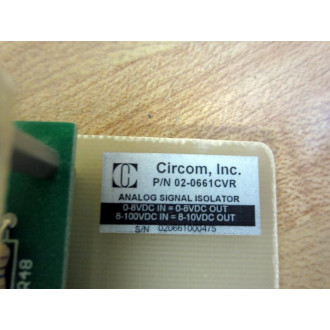 Circom, Inc.
P/N 02-0661CVR
ANALOG SIGNAL ISOLATOR
0-8VDC IN = 0-8VDC OUT
8-100VDC IN = 8-10VDC OUT
S/N 020661000475
R48